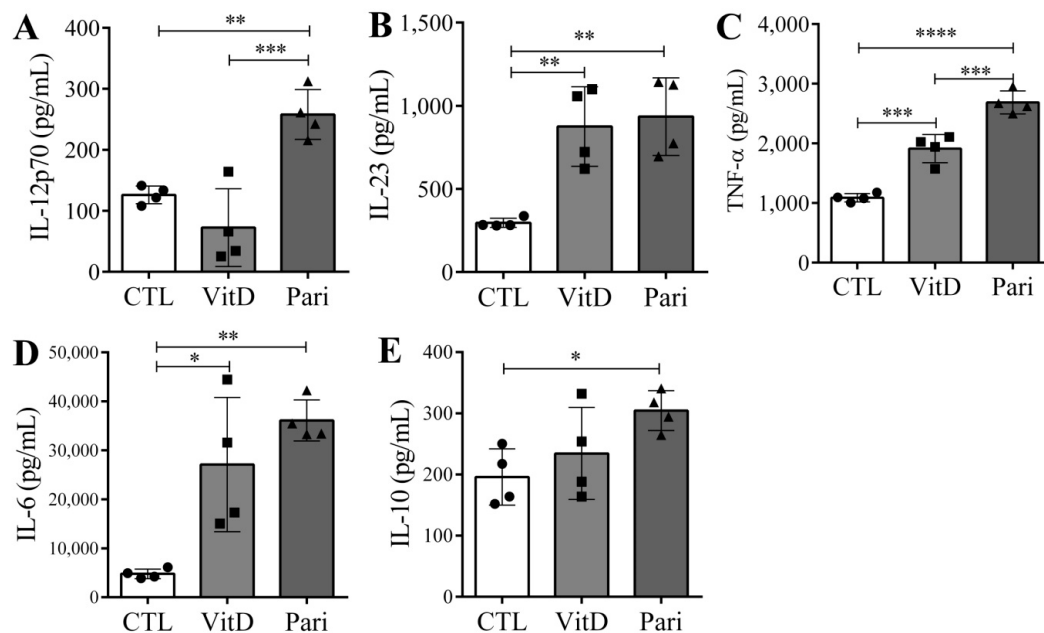 A
IL-12p70 (pg/mL)
400
300
200
100
0
**
***
CTL VitD Pari
B
IL-23 (pg/mL)
1,500
1,000
500
0
**
**
CTL VitD Pari
C
TNF-α (pg/mL)
4,000
3,000
2,000
1,000
0
****
***
***
CTL VitD Pari
D
IL-6 (pg/mL)
50,000
40,000
30,000
20,000
10,000
0
**
*
CTL VitD Pari
E
IL-10 (pg/mL)
400
300
200
100
0
*
CTL VitD Pari